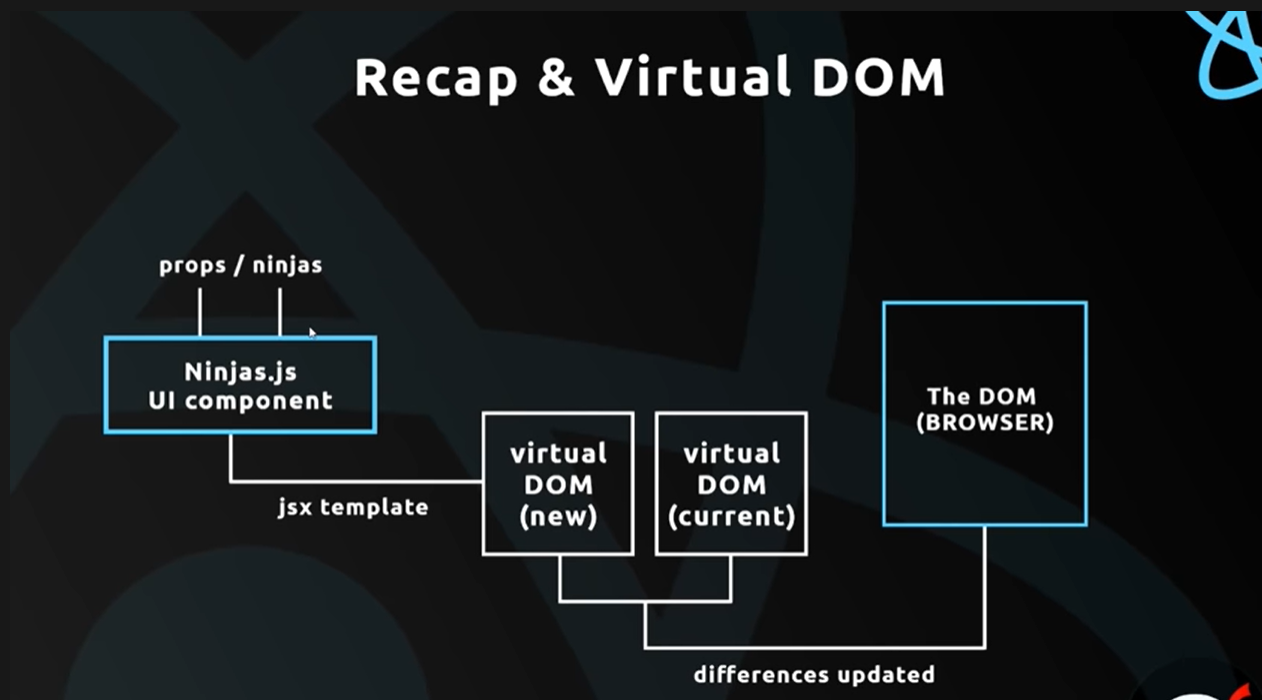 Recap & Virtual DOM
props / ninjas
Ninjas.js
UI component
jsx template
virtual
DOM
(new)
virtual
DOM
(current)
The DOM
(BROWSER)
differences updated